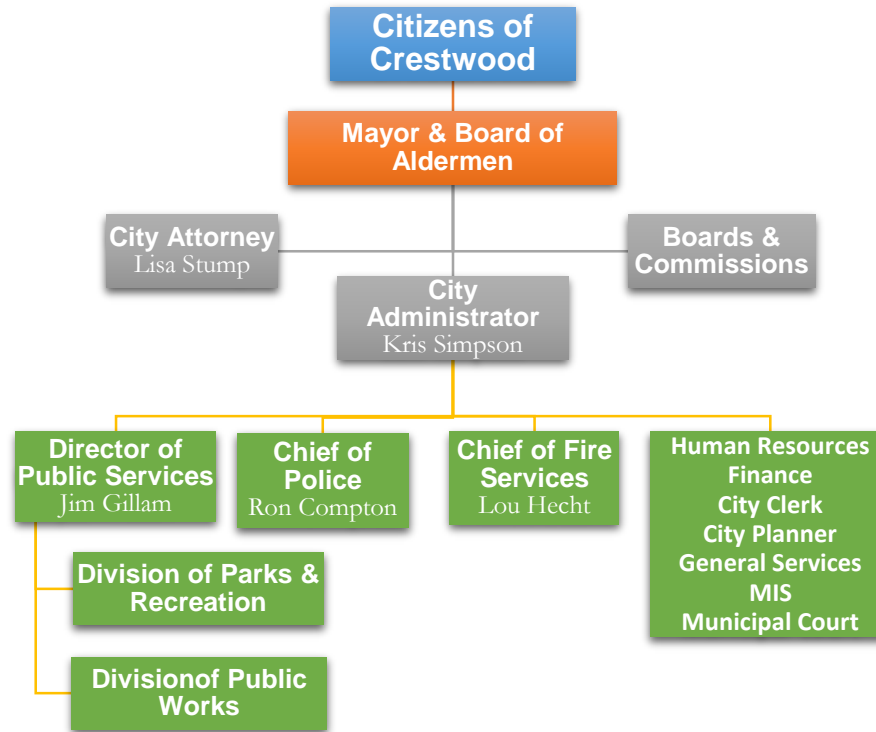 Citizens of
Crestwood
Mayor & Board of
Aldermen
City Attorney
Lisa Stump
Boards &
Commissions
City
Administrator
Kris Simpson
Director of
Public Services
Jim Gillam
Chief of
Police
Ron Compton
Chief of Fire
Services
Lou Hecht
Human Resources
Finance
City Clerk
City Planner
General Services
MIS
Municipal Court
Division of Parks &
Recreation
Divisionof Public
Works